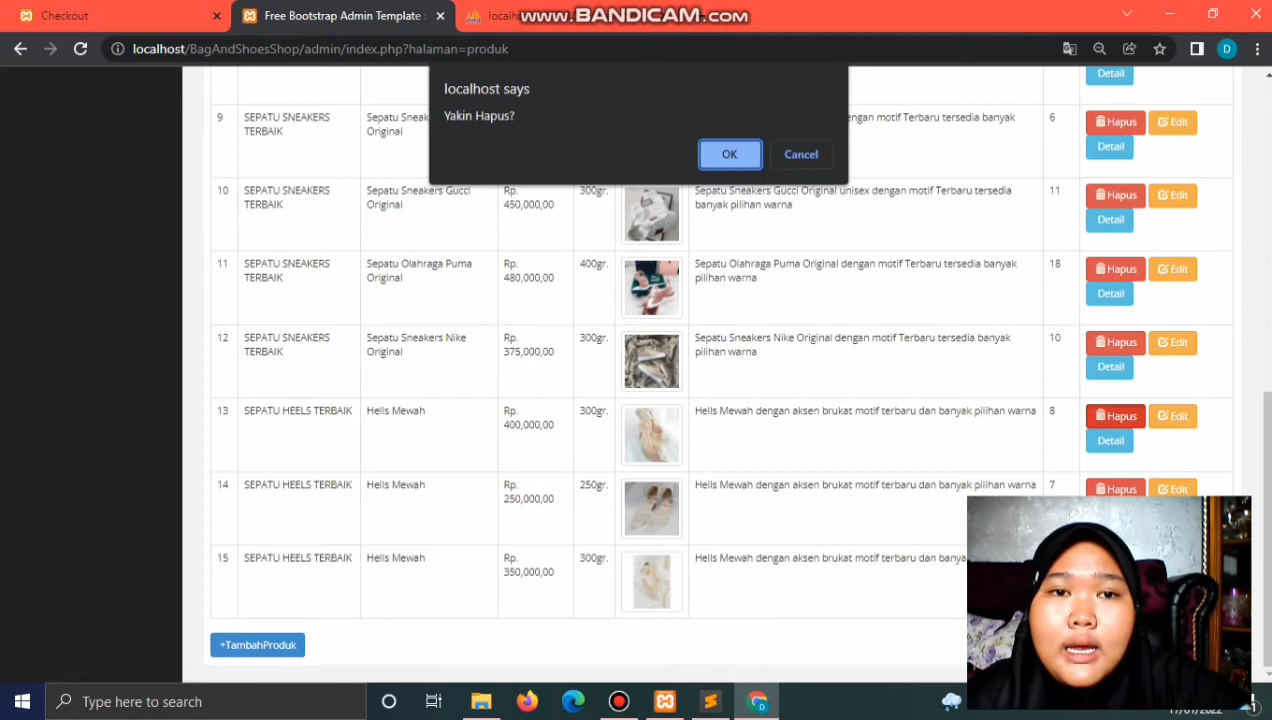 Checkout
Free Bootstrap Admin Template
localh
www.BANDICAM.com
localhost/BagAndShoesShop/admin/index.php?halaman=produk
D
localhost says
Yakin Hapus?
OK
Cancel
Detail
9
SEPATU SNEAKERS
TERBAIK
Sepatu Sneak
Original
engan motif Terbaru tersedia banyak
6
Hapus
Edit
Detail
10
SEPATU SNEAKERS
TERBAIK
Sepatu Sneakers Gucci
Original
Rp.
450,000,00
300gr.
Sepatu Sneakers Gucci Original unisex dengan motif Terbaru tersedia
banyak pilihan warna
11
Hapus
Edit
Detail
11
SEPATU SNEAKERS
TERBAIK
Sepatu Olahraga Puma
Original
Rp.
480,000,00
400gr.
Sepatu Olahraga Puma Original dengan motif Terbaru tersedia banyak
pilihan warna
18
Hapus
Edit
Detail
12
SEPATU SNEAKERS
TERBAIK
Sepatu Sneakers Nike
Original
Rp.
375,000,00
300gr.
Sepatu Sneakers Nike Original dengan motif Terbaru tersedia banyak
pilihan warna
10
Hapus
Edit
Detail
13
SEPATU HEELS TERBAIK
Hells Mewah
Rp.
400,000,00
300gr.
Hells Mewah dengan aksen brukat motif terbaru dan banyak pilihan warna
8
Hapus
Edit
Detail
14
SEPATU HEELS TERBAIK
Hells Mewah
Rp.
250,000,00
250gr.
Hells Mewah dengan aksen brukat motif terbaru dan banyak pilihan warna
7
Hapus
Edit
15
SEPATU HEELS TERBAIK
Hells Mewah
Rp.
350,000,00
300gr.
Hells Mewah dengan aksen brukat motif terbaru dan banya
+TambahProduk
Type here to search
17/01/2022
1